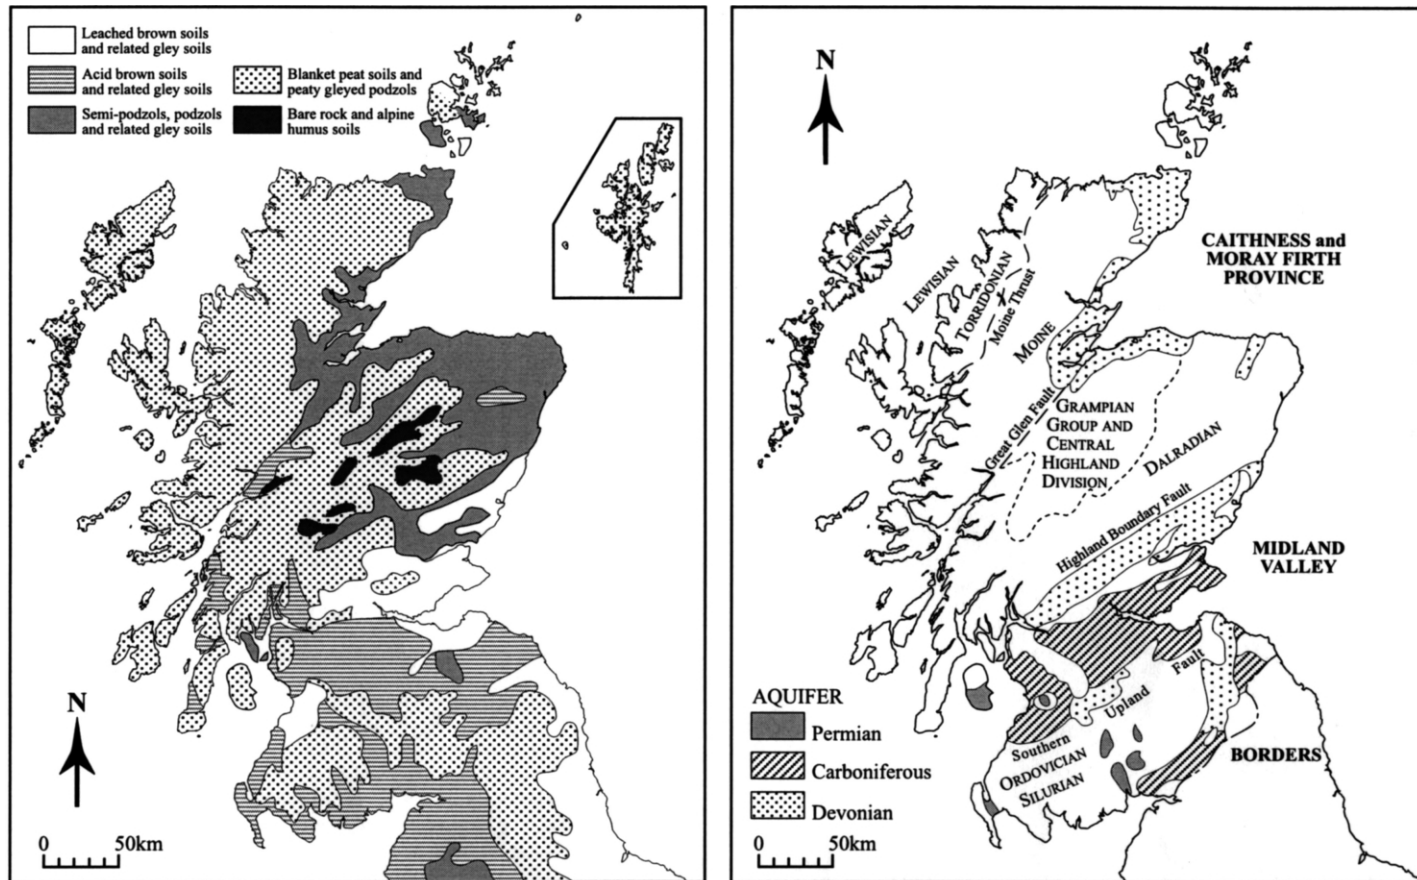 Leached brown soils
and related gley soils
Acid brown soils
and related gley soils
Semi-podzols, podzols
and related gley soils
Blanket peat soils and
peaty gleyed podzols
Bare rock and alpine
humus soils
N
0 50km
N
CAITHNESS and
MORAY FIRTH
PROVINCE
LEWISIAN
LEWISIAN
TORRIDONIAN
Moine Thrust
MOINE
Great Glen Fault
GRAMPIAN
GROUP AND
CENTRAL
HIGHLAND
DIVISION
DALRADIAN
Highland Boundary Fault
MIDLAND
VALLEY
AQUIFER
Permian
Carboniferous
Devonian
Southern Upland Fault
ORDOVICIAN
SILURIAN
BORDERS
0 50km